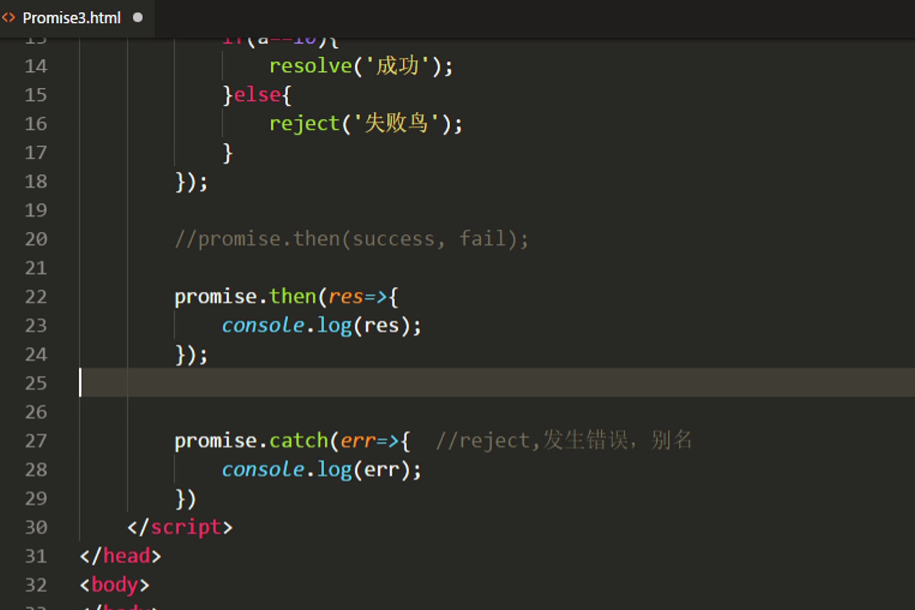 <> Promise3.html
13 if(a==10){
14 resolve('成功');
15 }else{
16 reject('失败鸟');
17 }
18 });
19
20 //promise.then(success, fail);
21
22 promise.then(res=>{
23 console.log(res);
24 });
25
26
27 promise.catch(err=>{ //reject,发生错误，别名
28 console.log(err);
29 })
30 </script>
31 </head>
32 <body>
33 </body>